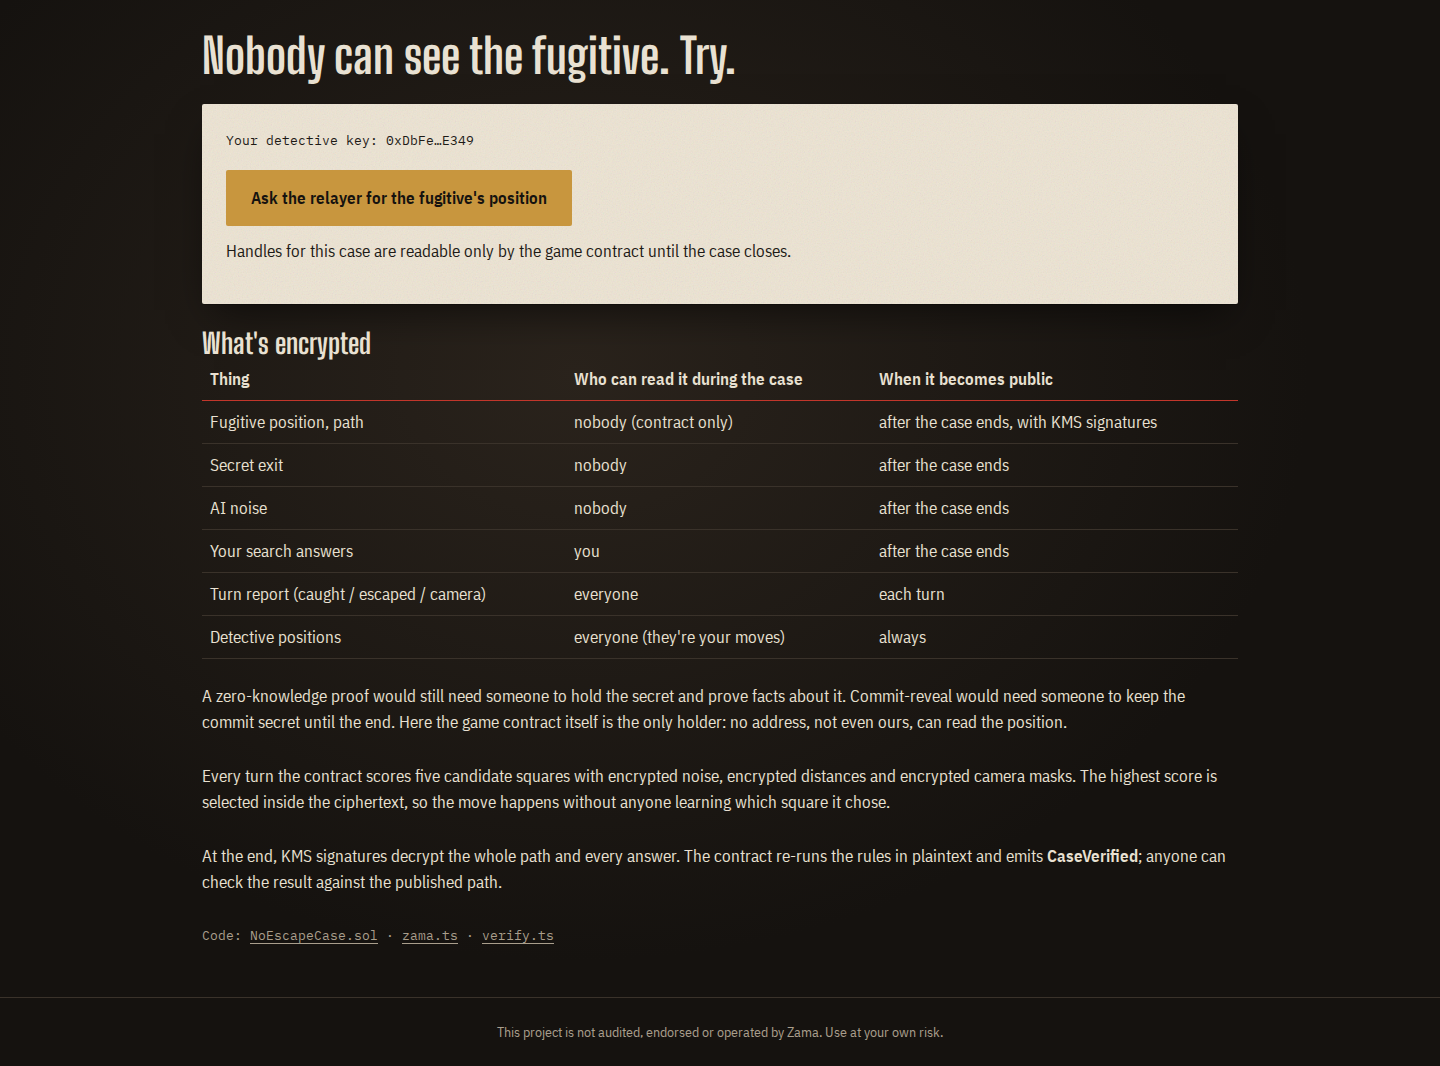 Nobody can see the fugitive. Try.
Your detective key: 0xDbFe…E349
Ask the relayer for the fugitive's position
Handles for this case are readable only by the game contract until the case closes.
What's encrypted
Thing Who can read it during the case When it becomes public
Fugitive position, path nobody (contract only) after the case ends, with KMS signatures
Secret exit nobody after the case ends
AI noise nobody after the case ends
Your search answers you after the case ends
Turn report (caught / escaped / camera) everyone each turn
Detective positions everyone (they're your moves) always
A zero-knowledge proof would still need someone to hold the secret and prove facts about it. Commit-reveal would need someone to keep the
commit secret until the end. Here the game contract itself is the only holder: no address, not even ours, can read the position.
Every turn the contract scores five candidate squares with encrypted noise, encrypted distances and encrypted camera masks. The highest score is
selected inside the ciphertext, so the move happens without anyone learning which square it chose.
At the end, KMS signatures decrypt the whole path and every answer. The contract re-runs the rules in plaintext and emits CaseVerified; anyone can
check the result against the published path.
Code: NoEscapeCase.sol · zama.ts · verify.ts
This project is not audited, endorsed or operated by Zama. Use at your own risk.